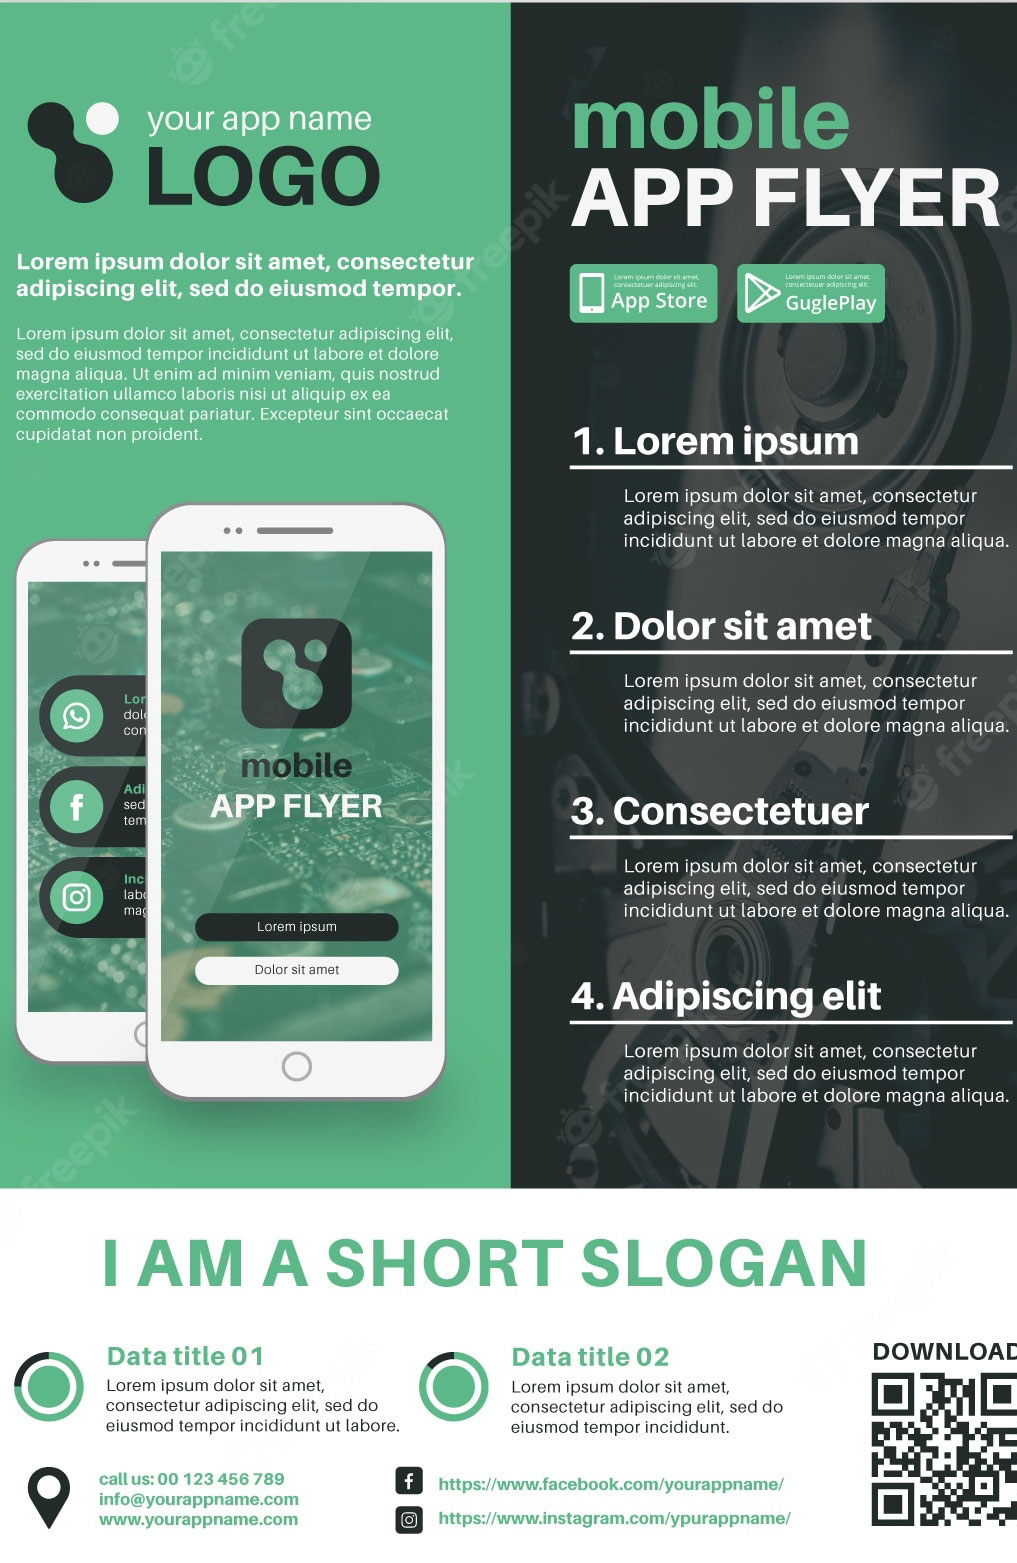 your app name
LOGO
Lorem ipsum dolor sit amet, consectetur
adipiscing elit, sed do eiusmod tempor.
Lorem ipsum dolor sit amet, consectetur adipiscing elit,
sed do eiusmod tempor incididunt ut labore et dolore
magna aliqua. Ut enim ad minim veniam, quis nostrud
exercitation ullamco laboris nisi ut aliquip ex ea
commodo consequat pariatur. Excepteur sint occaecat
cupidatat non proident.
Lor
dol
con
Adi
sed
tem
Inc
lab
mag
mobile
APP FLYER
Lorem ipsum
Dolor sit amet
mobile
APP FLYER
Lorem ipsum dolor sit amet,
consectetuer adipiscing elit.
App Store
Lorem ipsum dolor sit amet,
consectetuer adipiscing elit.
GuglePlay
1. Lorem ipsum
Lorem ipsum dolor sit amet, consectetur
adipiscing elit, sed do eiusmod tempor
incididunt ut labore et dolore magna aliqua.
2. Dolor sit amet
Lorem ipsum dolor sit amet, consectetur
adipiscing elit, sed do eiusmod tempor
incididunt ut labore et dolore magna aliqua.
3. Consectetuer
Lorem ipsum dolor sit amet, consectetur
adipiscing elit, sed do eiusmod tempor
incididunt ut labore et dolore magna aliqua.
4. Adipiscing elit
Lorem ipsum dolor sit amet, consectetur
adipiscing elit, sed do eiusmod tempor
incididunt ut labore et dolore magna aliqua.
I AM A SHORT SLOGAN
Data title 01
Lorem ipsum dolor sit amet,
consectetur adipiscing elit, sed do
eiusmod tempor incididunt ut labore.
Data title 02
Lorem ipsum dolor sit amet,
consectetur adipiscing elit, sed do
eiusmod tempor incididunt.
DOWNLOAD
call us: 00 123 456 789
info@yourappname.com
www.yourappname.com
https://www.facebook.com/yourappname/
https://www.instagram.com/ypurappname/
freepik